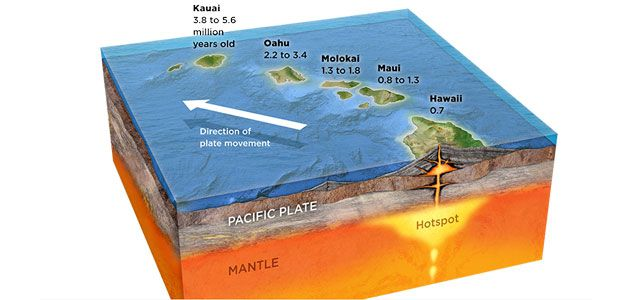 Kauai
3.8 to 5.6
million
years old
Oahu
2.2 to 3.4
Molokai
1.3 to 1.8
Maui
0.8 to 1.3
Hawaii
0.7
Direction of
plate movement
PACIFIC PLATE
Hotspot
MANTLE